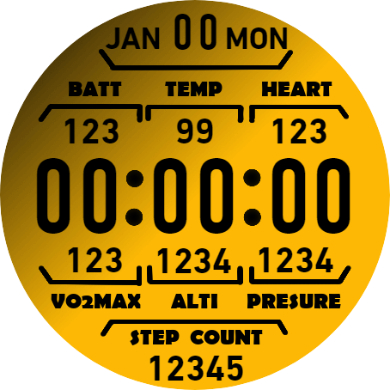 JAN 00 MON
BATT TEMP HEART
123 99 123
00:00:00
123 1234 1234
VO2MAX ALTI PRESURE
STEP COUNT
12345